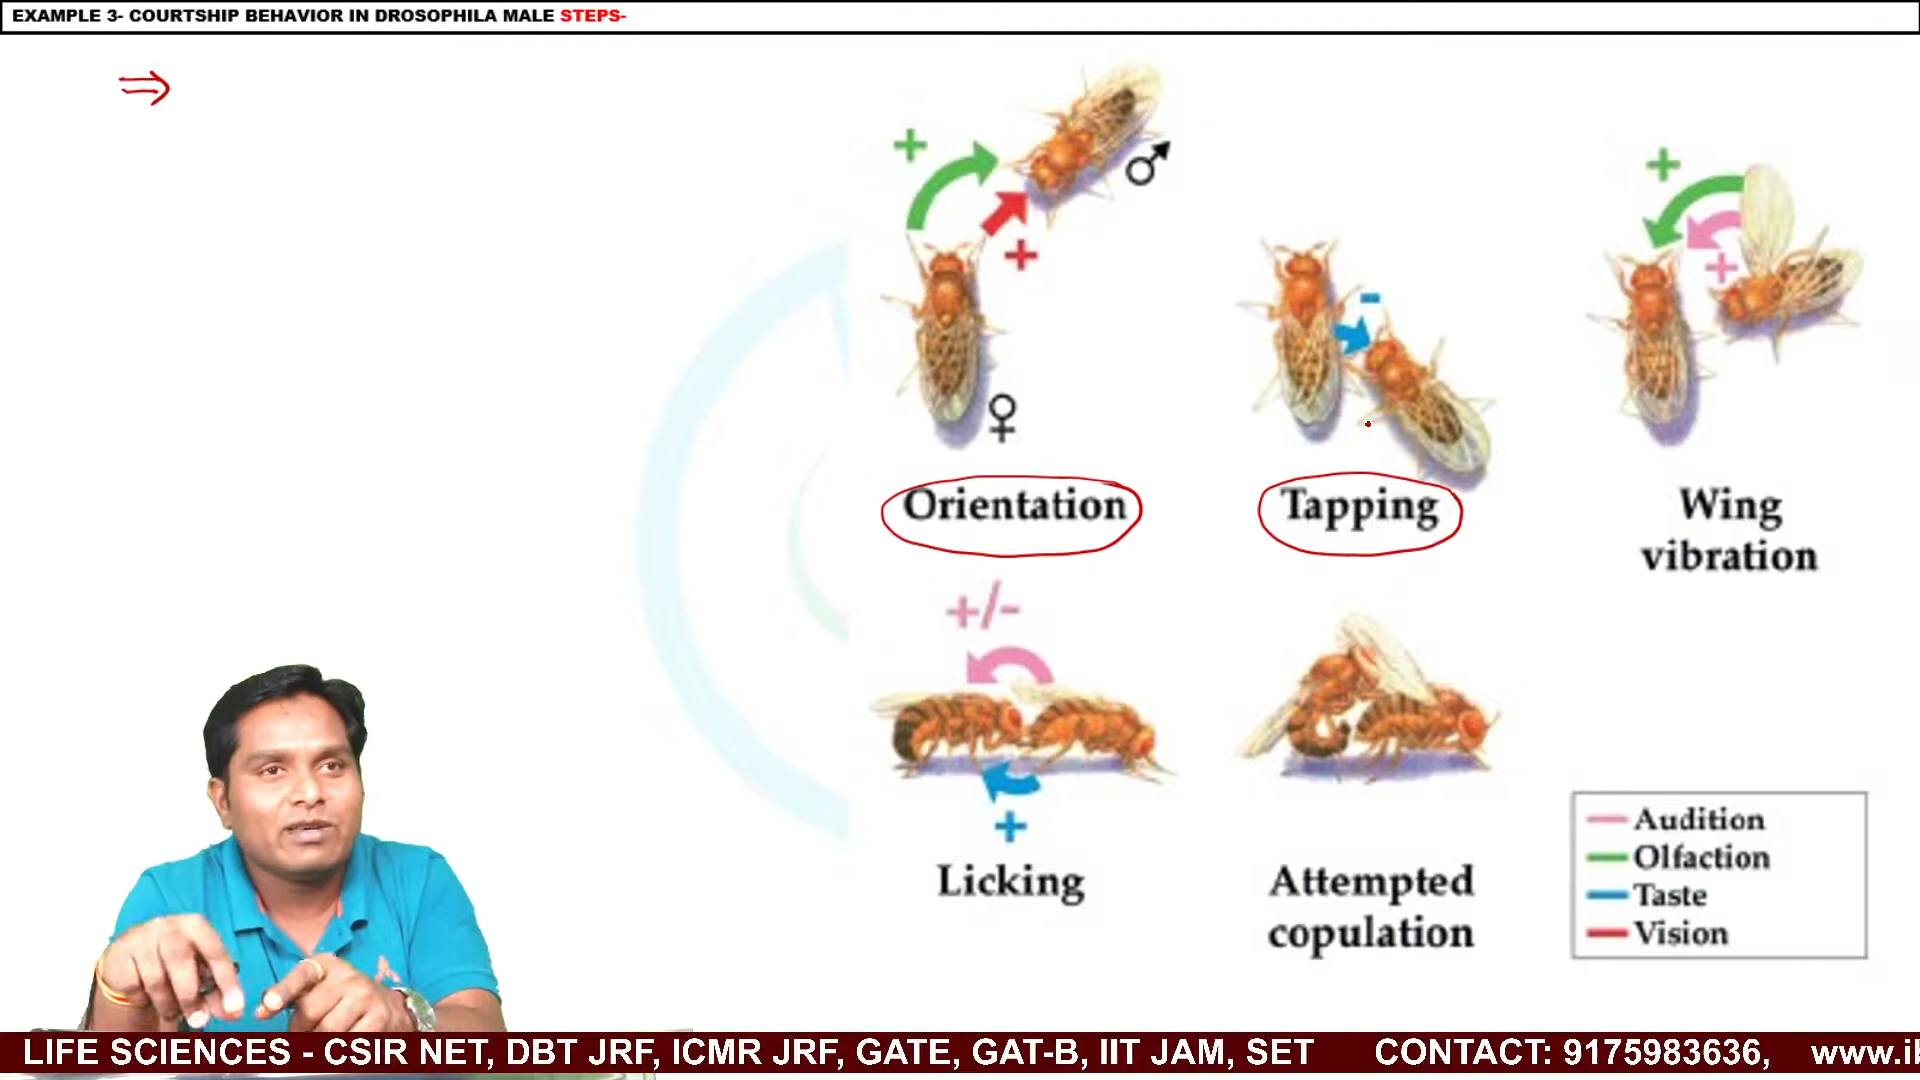 EXAMPLE 3- COURTSHIP BEHAVIOR IN DROSOPHILA MALE STEPS-
+
+
-
+
+
Orientation
Tapping
Wing
vibration
+/-
+
Licking
Attempted
copulation
Audition
Olfaction
Taste
Vision
LIFE SCIENCES - CSIR NET, DBT JRF, ICMR JRF, GATE, GAT-B, IIT JAM, SET CONTACT: 9175983636,